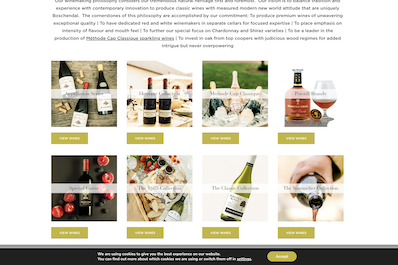 Our winemaking philosophy considers our tremendous natural heritage first and foremost. Our vision is to balance tradition and
experience with contemporary innovation to produce classic wines with measured modern new world attitude that are uniquely
Boschendal. The cornerstones of this philosophy are accomplished by our commitment: To produce premium wines of unwavering
exceptional quality | To have dedicated red and white winemakers in separate cellars for focused expertise | To place emphasis on
intensity of flavour and mouth feel | To further our special focus on Chardonnay and Shiraz varieties | To be a leader in the
production of Méthode Cap Classique sparkling wines | To invest in oak from top coopers with judicious wood regimes for added
intrigue but never overpowering
Appellation Series
Heritage Collection
Methode Cap Classique
Potstill Brandy
VIEW WINES
VIEW WINES
VIEW WINES
VIEW WINES
Special Game
The 1685 Collection
The Classic Collection
The Sommelier Collection
VIEW WINES
VIEW WINES
VIEW WINES
VIEW WINES
We are using cookies to give you the best experience on our website.
You can find out more about which cookies we are using or switch them off in settings.
Accept